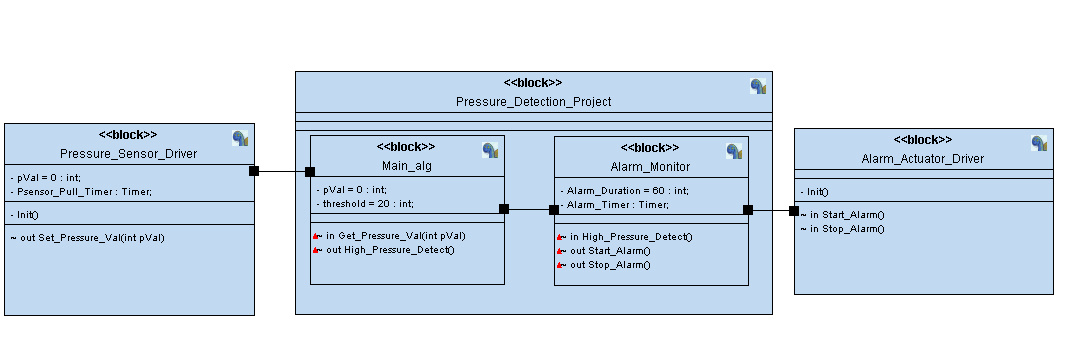 <<block>>
Pressure_Detection_Project
<<block>>
Pressure_Sensor_Driver
- pVal = 0 : int;
- Psensor_Pull_Timer : Timer;
- Init()
~ out Set_Pressure_Val(int pVal)
<<block>>
Main_alg
- pVal = 0 : int;
- threshold = 20 : int;
~ in Get_Pressure_Val(int pVal)
~ out High_Pressure_Detect()
<<block>>
Alarm_Monitor
- Alarm_Duration = 60 : int;
- Alarm_Timer : Timer;
~ in High_Pressure_Detect()
~ out Start_Alarm()
~ out Stop_Alarm()
<<block>>
Alarm_Actuator_Driver
- Init()
~ in Start_Alarm()
~ in Stop_Alarm()